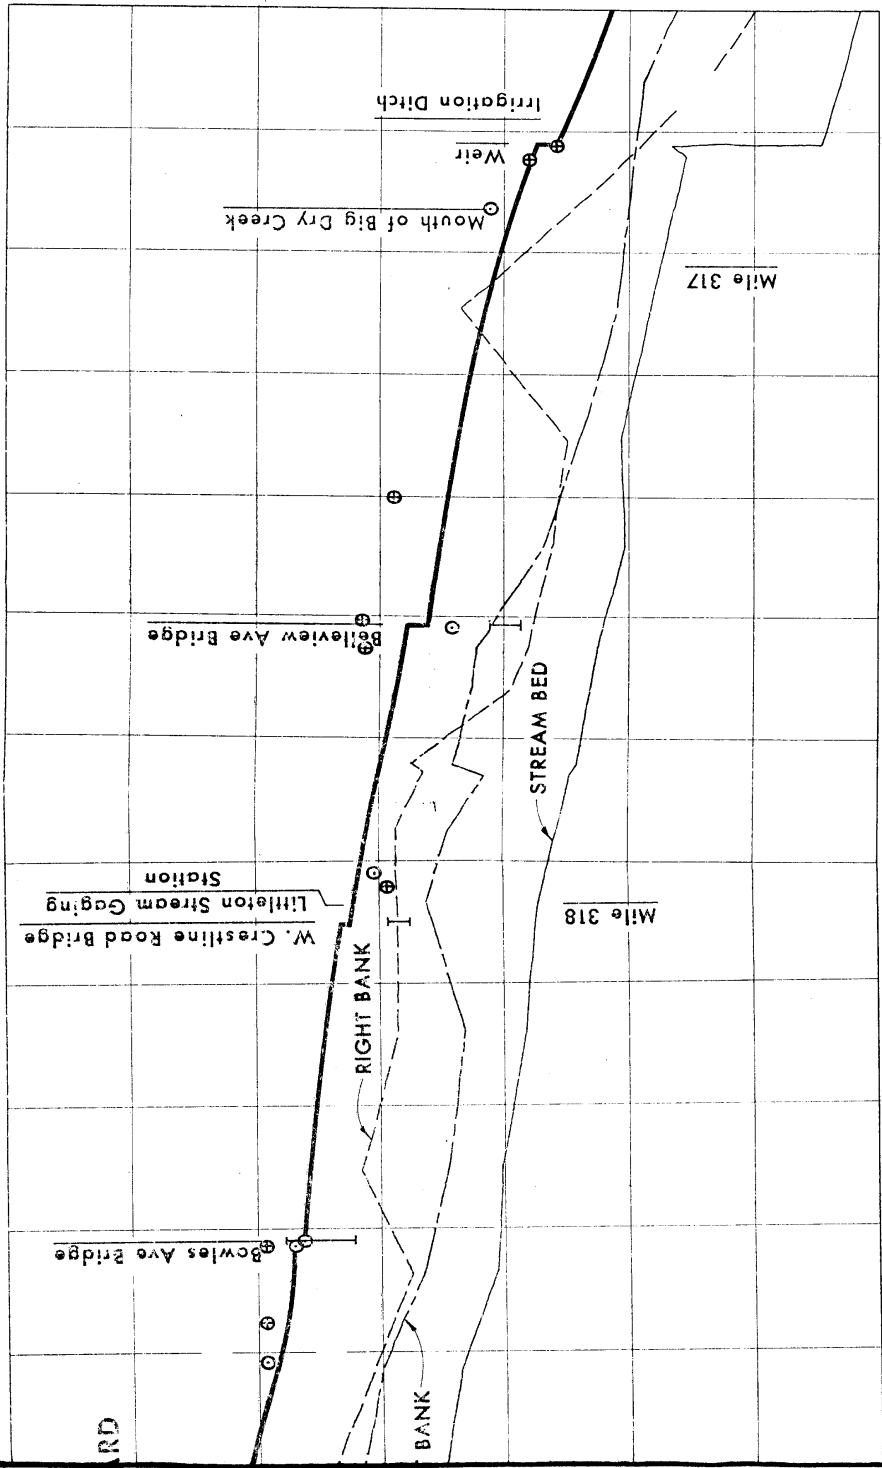 Irrigation Ditch
Weir
Mouth of Big Dry Creek
Mile 317
Belleview Ave Bridge
STREAM BED
Littleton Stream Gaging
Station
W. Crestline Road Bridge
Mile 318
RIGHT BANK
Bowles Ave Bridge
BANK
ARD